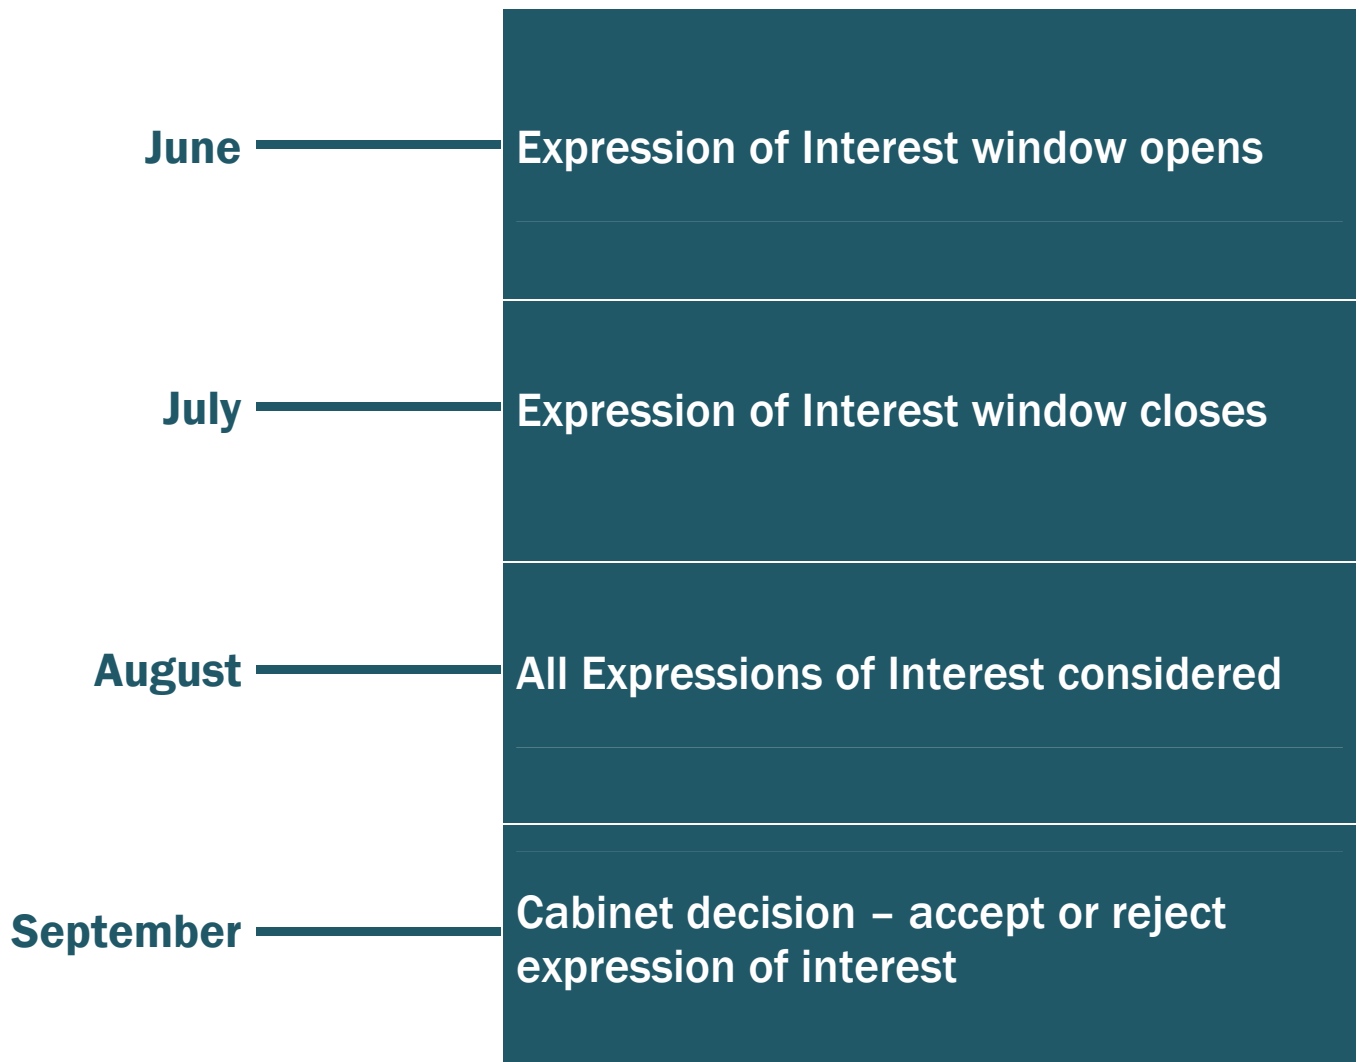 June
Expression of Interest window opens
July
Expression of Interest window closes
August
All Expressions of Interest considered
September
Cabinet decision – accept or reject
expression of interest